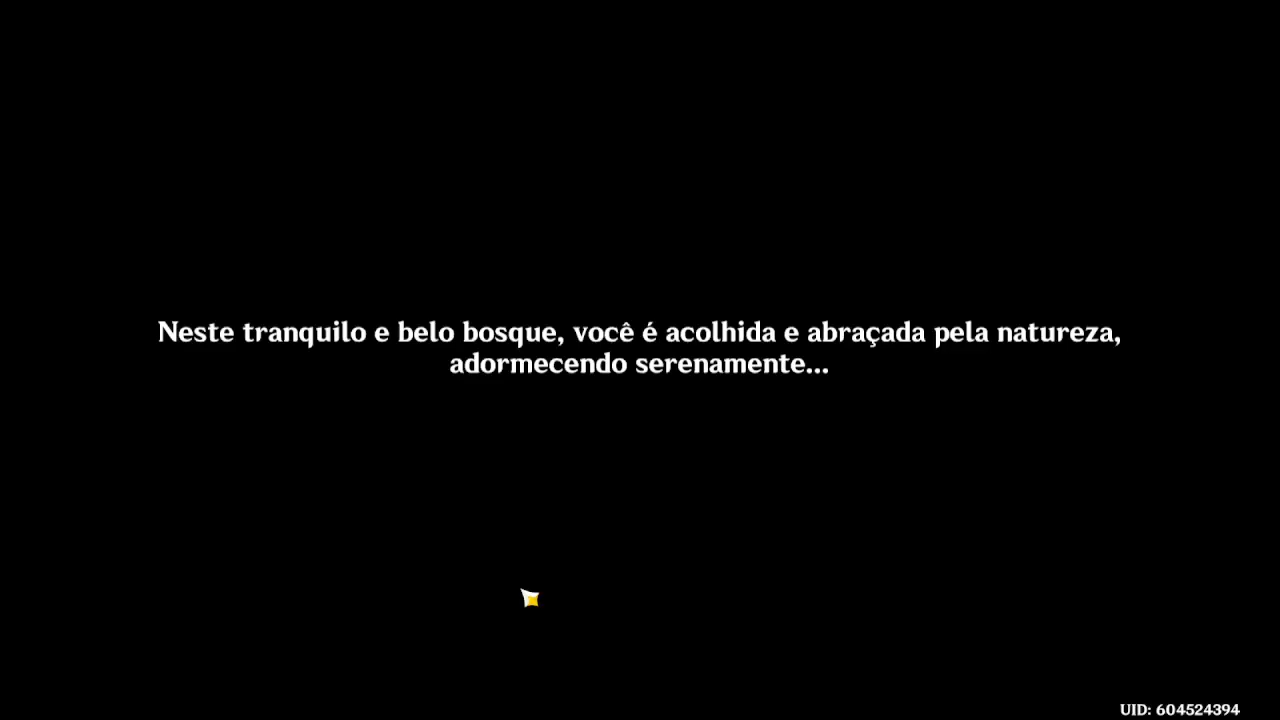 Neste tranquilo e belo bosque, você é acolhida e abraçada pela natureza,
adormecendo serenamente...
UID: 604524394